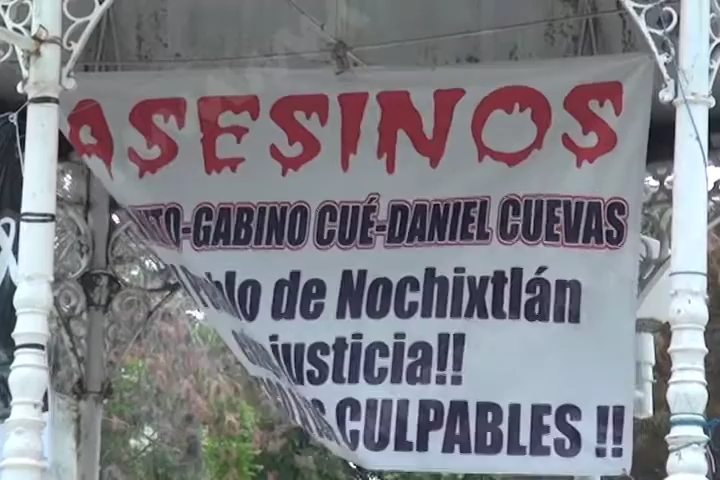 ASESINOS
-GABINO CUÉ-DANIEL CUEVAS
de Nochixtlán
justicia!!
CULPABLES !!